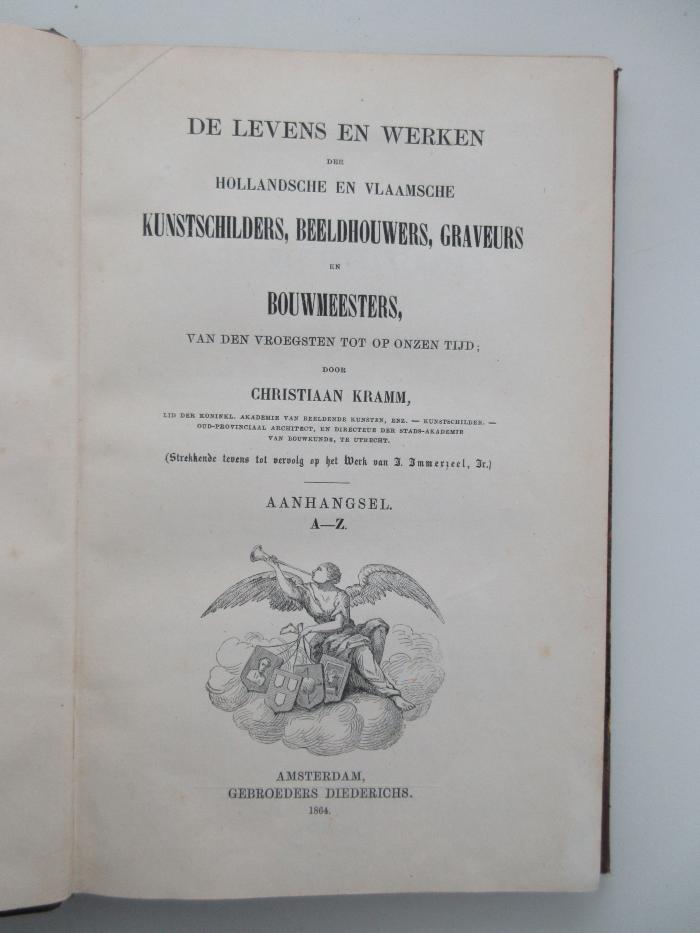 DE LEVENS EN WERKEN
DER
HOLLANDSCHE EN VLAAMSCHE
KUNSTSCHILDERS, BEELDHOUWERS, GRAVEURS
EN
BOUWMEESTERS,
VAN DEN VROEGSTEN TOT OP ONZEN TIJD;
DOOR
CHRISTIAAN KRAMM,
LID DER KONINKL. AKADEMIE VAN BEELDENDE KUNSTEN, ENZ. — KUNSTSCHILDER. —
OUD-PROVINCIAAL ARCHITECT, EN DIRECTEUR DER STADS-AKADEMIE
VAN BOUWKUNDE, TE UTRECHT.
(Strekkende tevens tot vervolg op het Werk van J. Immerzeel, Jr.)
AANHANGSEL.
A—Z.
AMSTERDAM,
GEBROEDERS DIEDERICHS.
1864.